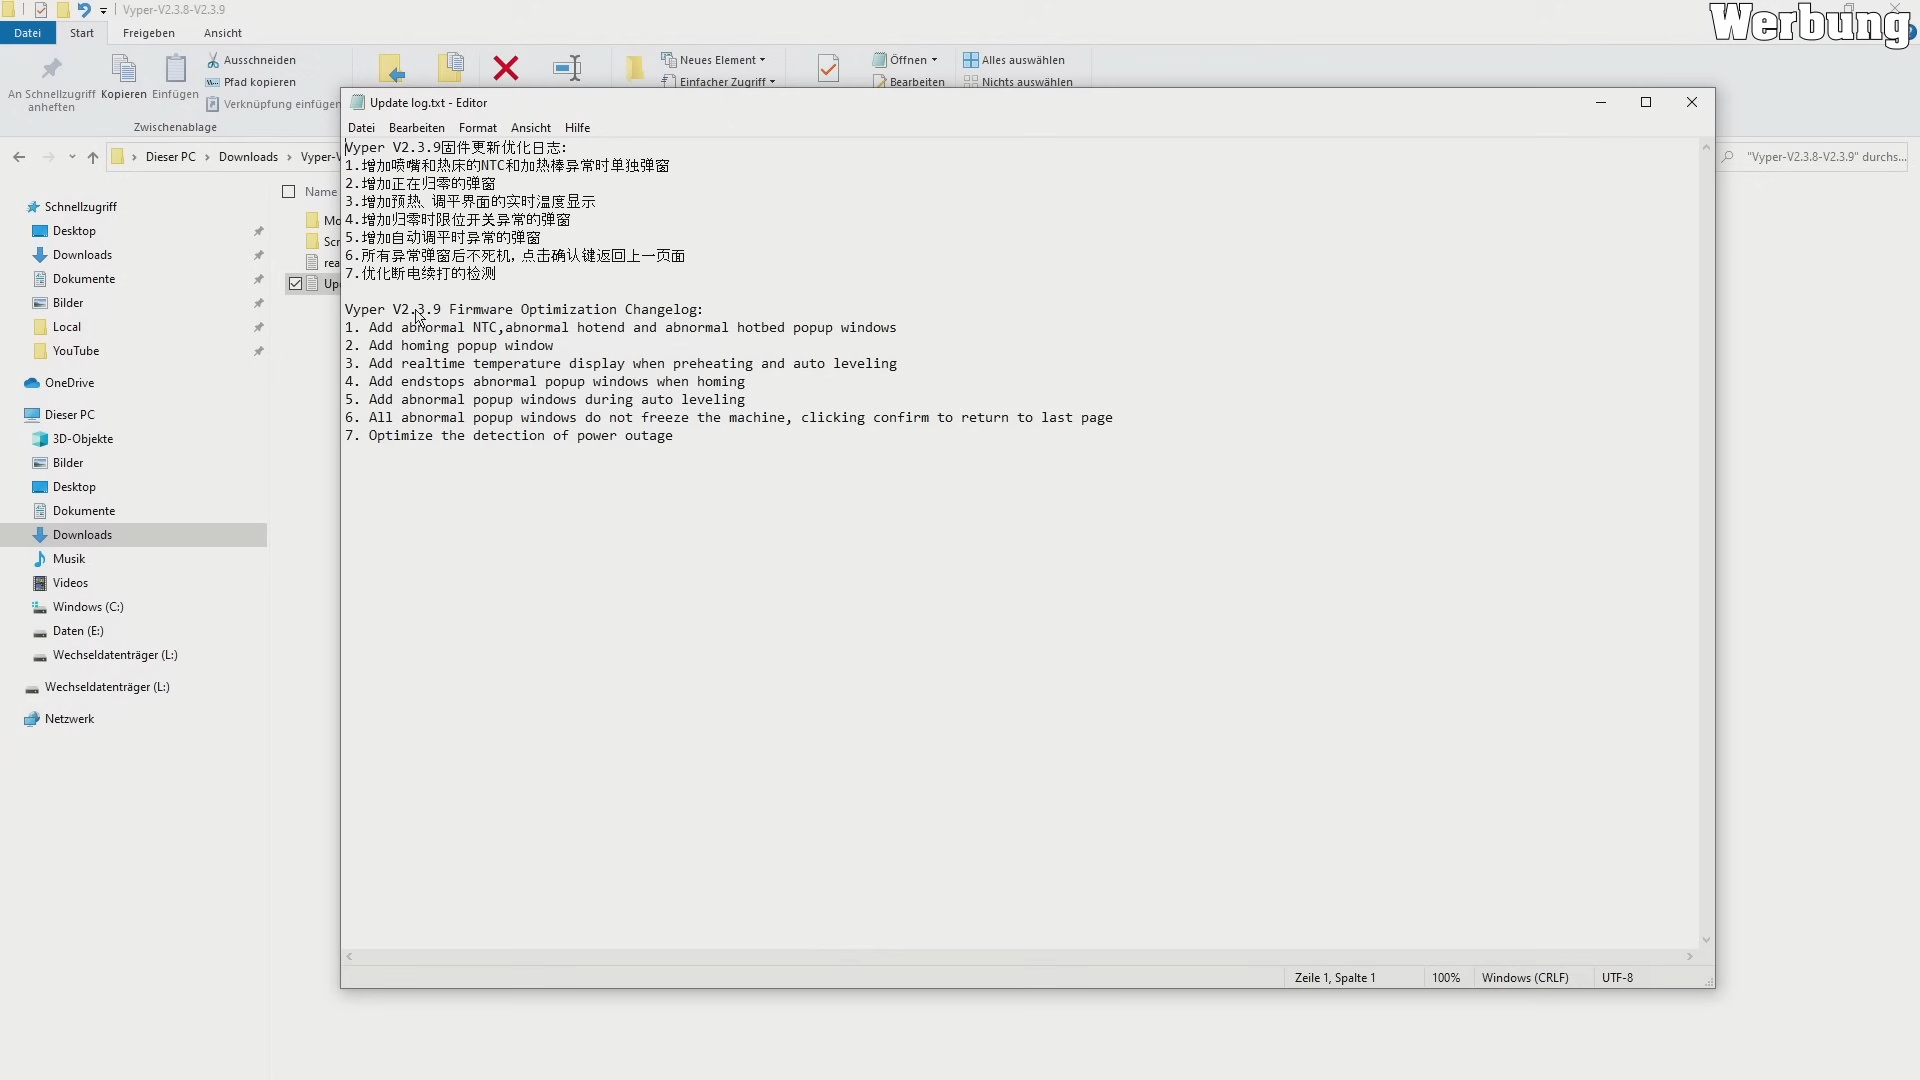 Vyper-V2.3.8-V2.3.9
Werbung
Datei Start Freigeben Ansicht
An Schnellzugriff anheften
Kopieren
Einfügen
Ausschneiden
Pfad kopieren
Verknüpfung einfügen
Zwischenablage
Neues Element
Einfacher Zugriff
Öffnen
Bearbeiten
Alles auswählen
Nichts auswählen
Dieser PC > Downloads > Vyper-V
"Vyper-V2.3.8-V2.3.9" durchs...
Schnellzugriff
Desktop
Downloads
Dokumente
Bilder
Local
YouTube
OneDrive
Dieser PC
3D-Objekte
Bilder
Desktop
Dokumente
Downloads
Musik
Videos
Windows (C:)
Daten (E:)
Wechseldatenträger (L:)
Wechseldatenträger (L:)
Netzwerk
Name
Mo
Scr
rea
Up
Update log.txt - Editor
Datei Bearbeiten Format Ansicht Hilfe
Vyper V2.3.9固件更新优化日志:
1.增加喷嘴和热床的NTC和加热棒异常时单独弹窗
2.增加正在归零的弹窗
3.增加预热、调平界面的实时温度显示
4.增加归零时限位开关异常的弹窗
5.增加自动调平时异常的弹窗
6.所有异常弹窗后不死机，点击确认键返回上一页面
7.优化断电续打的检测
Vyper V2.3.9 Firmware Optimization Changelog:
1. Add abnormal NTC,abnormal hotend and abnormal hotbed popup windows
2. Add homing popup window
3. Add realtime temperature display when preheating and auto leveling
4. Add endstops abnormal popup windows when homing
5. Add abnormal popup windows during auto leveling
6. All abnormal popup windows do not freeze the machine, clicking confirm to return to last page
7. Optimize the detection of power outage
Zeile 1, Spalte 1
100%
Windows (CRLF)
UTF-8